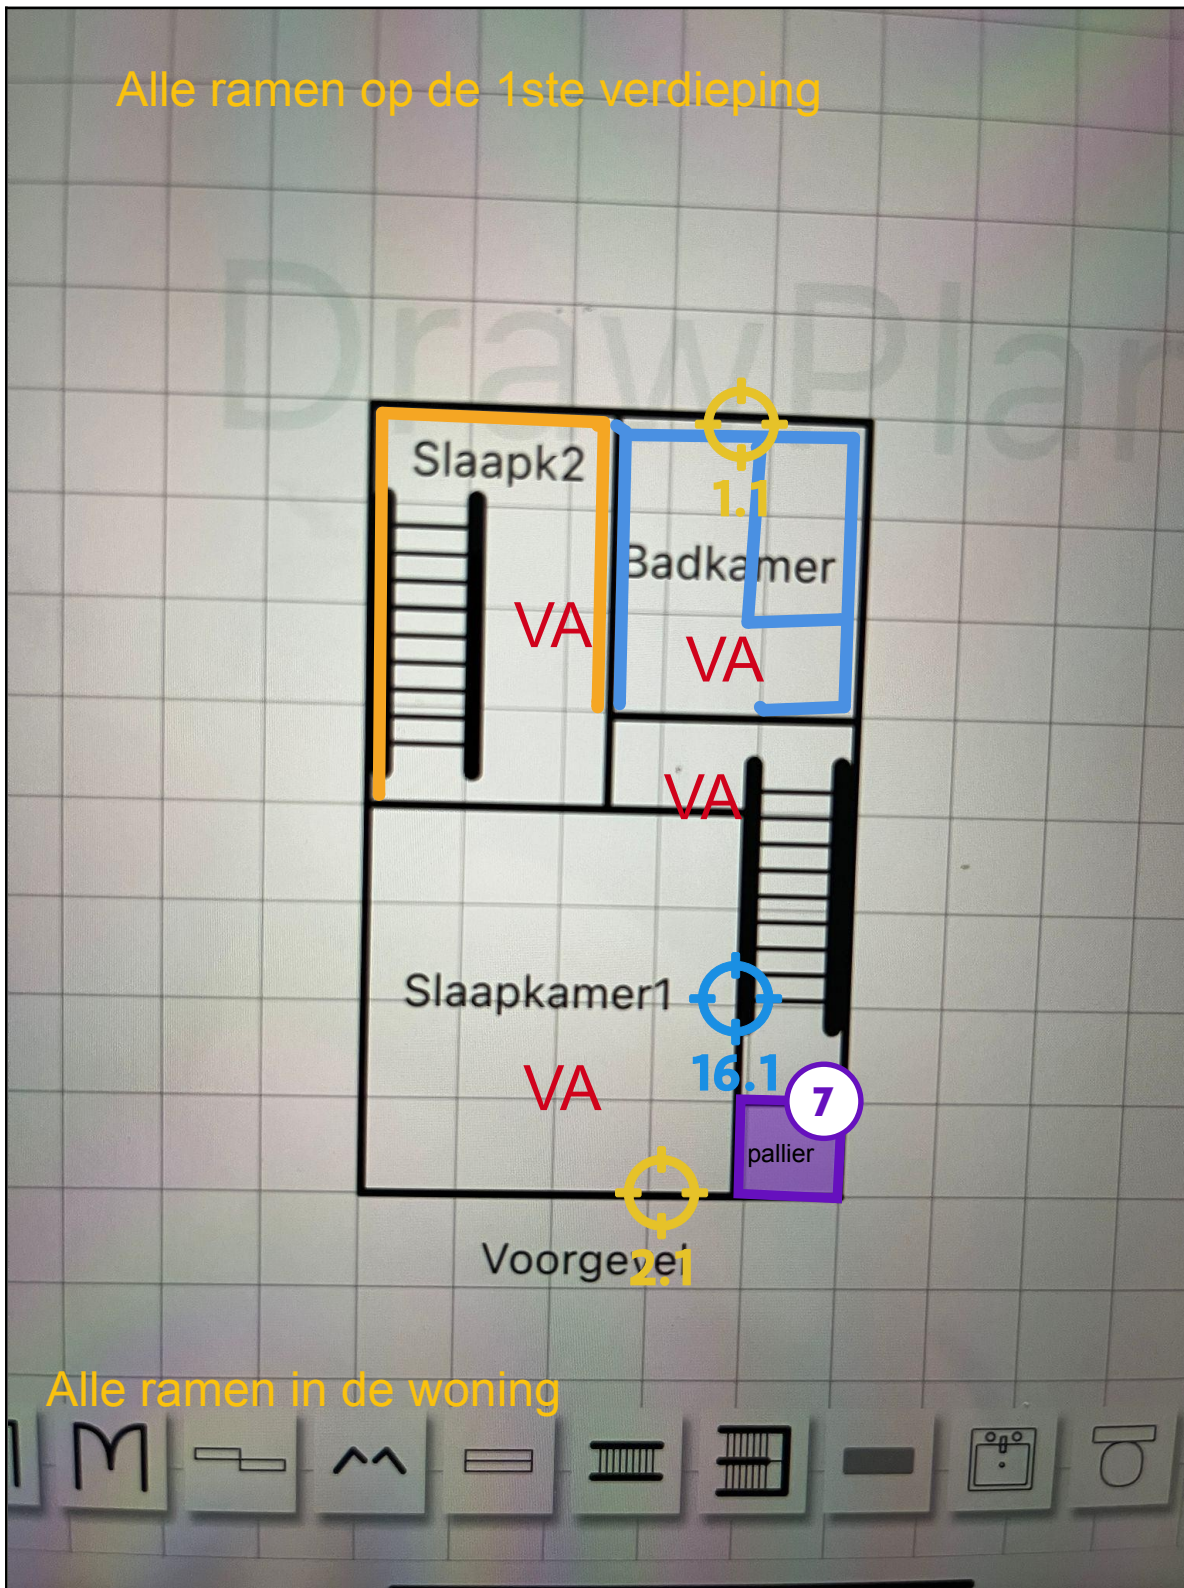 Alle ramen op de 1ste verdieping
DrawPlan
Slaapk2
1.1
Badkamer
VA
VA
VA
Slaapkamer1
16.1
VA
7
pallier
Voorgevel
2.1
Alle ramen in de woning